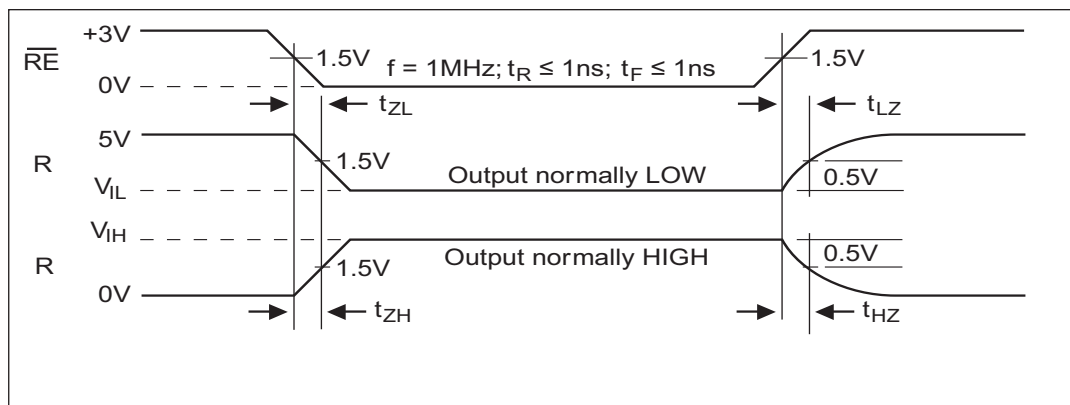 +3V
R̅E̅
1.5V
f = 1MHz; tR ≤ 1ns; tF ≤ 1ns
1.5V
0V
tZL
tLZ
5V
R
1.5V
Output normally LOW
0.5V
VIL
VIH
R
1.5V
Output normally HIGH
0.5V
0V
tZH
tHZ